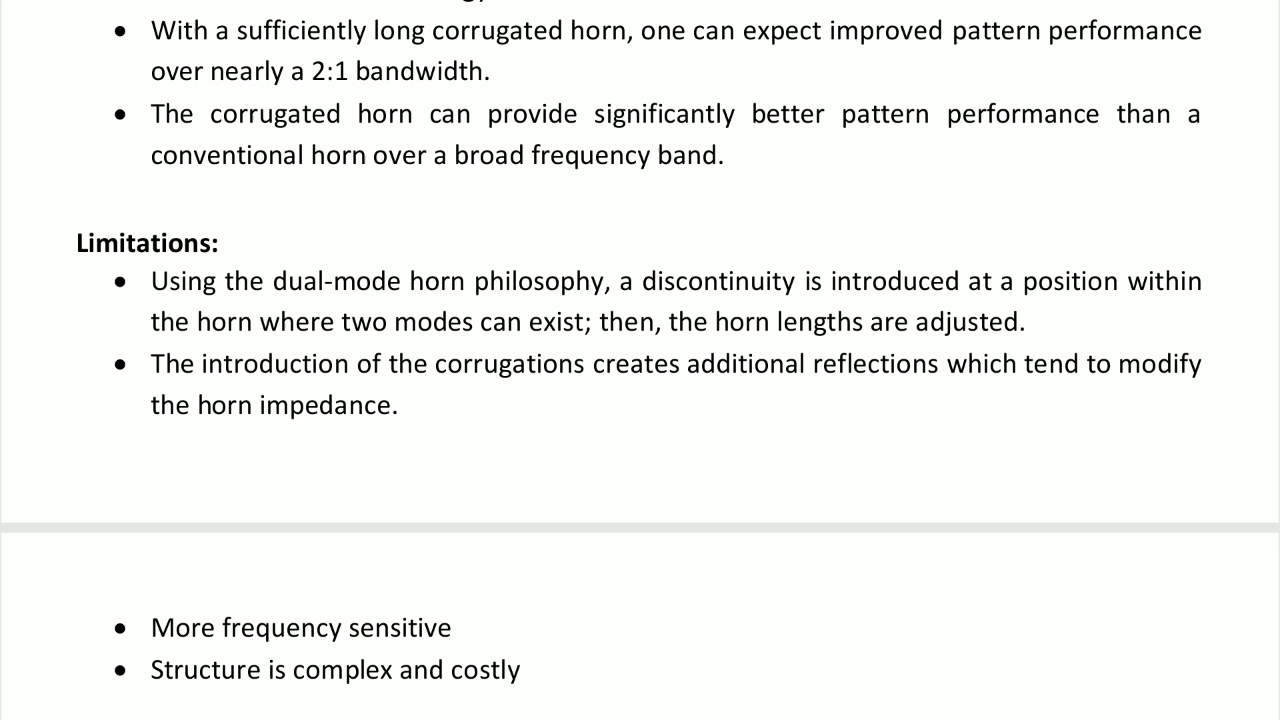 • With a sufficiently long corrugated horn, one can expect improved pattern performance
over nearly a 2:1 bandwidth.
• The corrugated horn can provide significantly better pattern performance than a
conventional horn over a broad frequency band.
Limitations:
• Using the dual-mode horn philosophy, a discontinuity is introduced at a position within
the horn where two modes can exist; then, the horn lengths are adjusted.
• The introduction of the corrugations creates additional reflections which tend to modify
the horn impedance.
• More frequency sensitive
• Structure is complex and costly